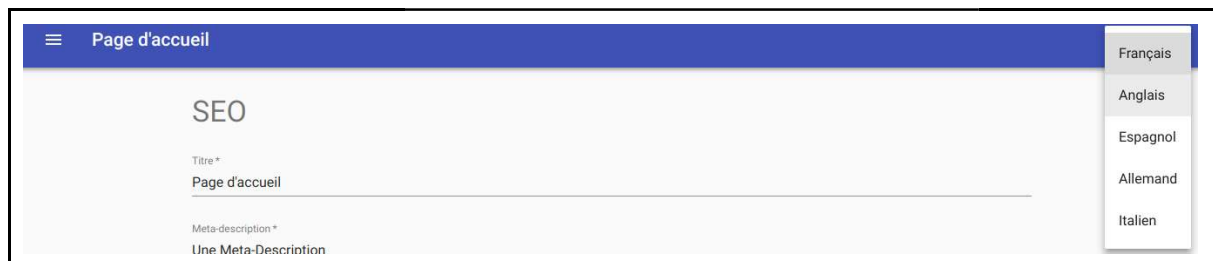 Page d'accueil
Français
Anglais
Espagnol
Allemand
Italien
SEO
Titre *
Page d'accueil
Meta-description *
Une Meta-Description